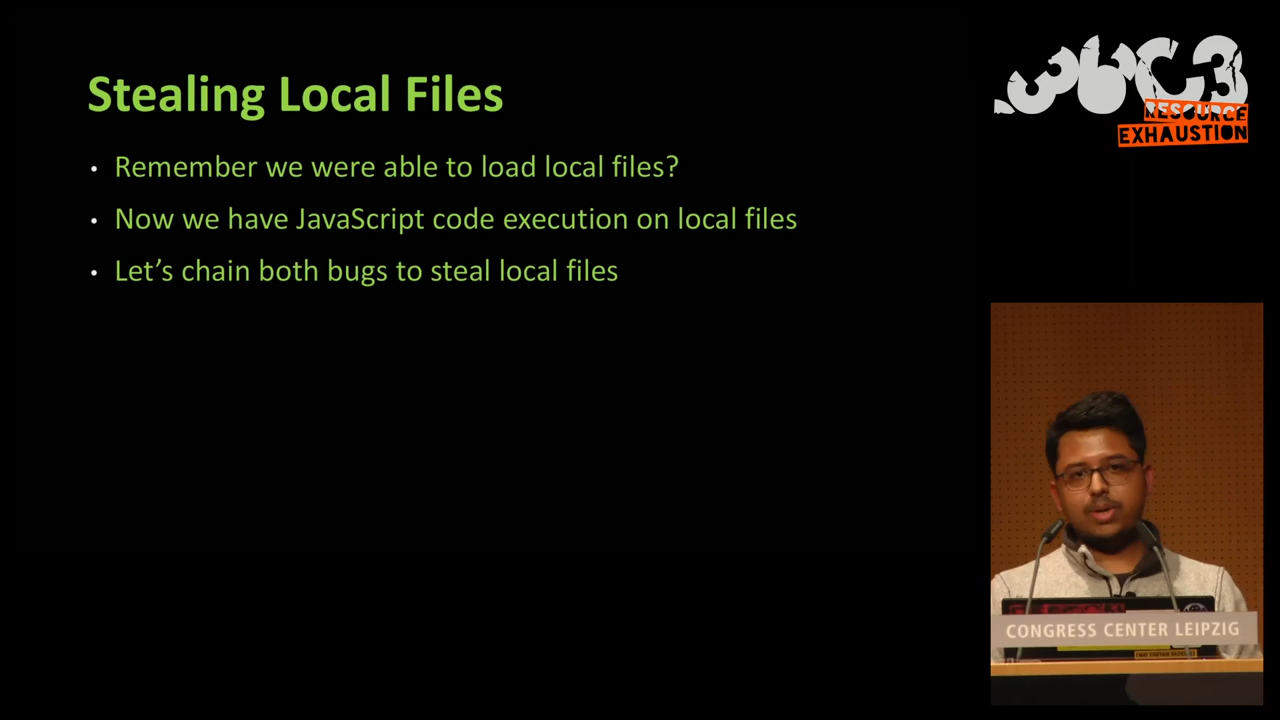 Stealing Local Files
• Remember we were able to load local files?
• Now we have JavaScript code execution on local files
• Let's chain both bugs to steal local files
36C3
RESOURCE
EXHAUSTION
CONGRESS CENTER LEIPZIG